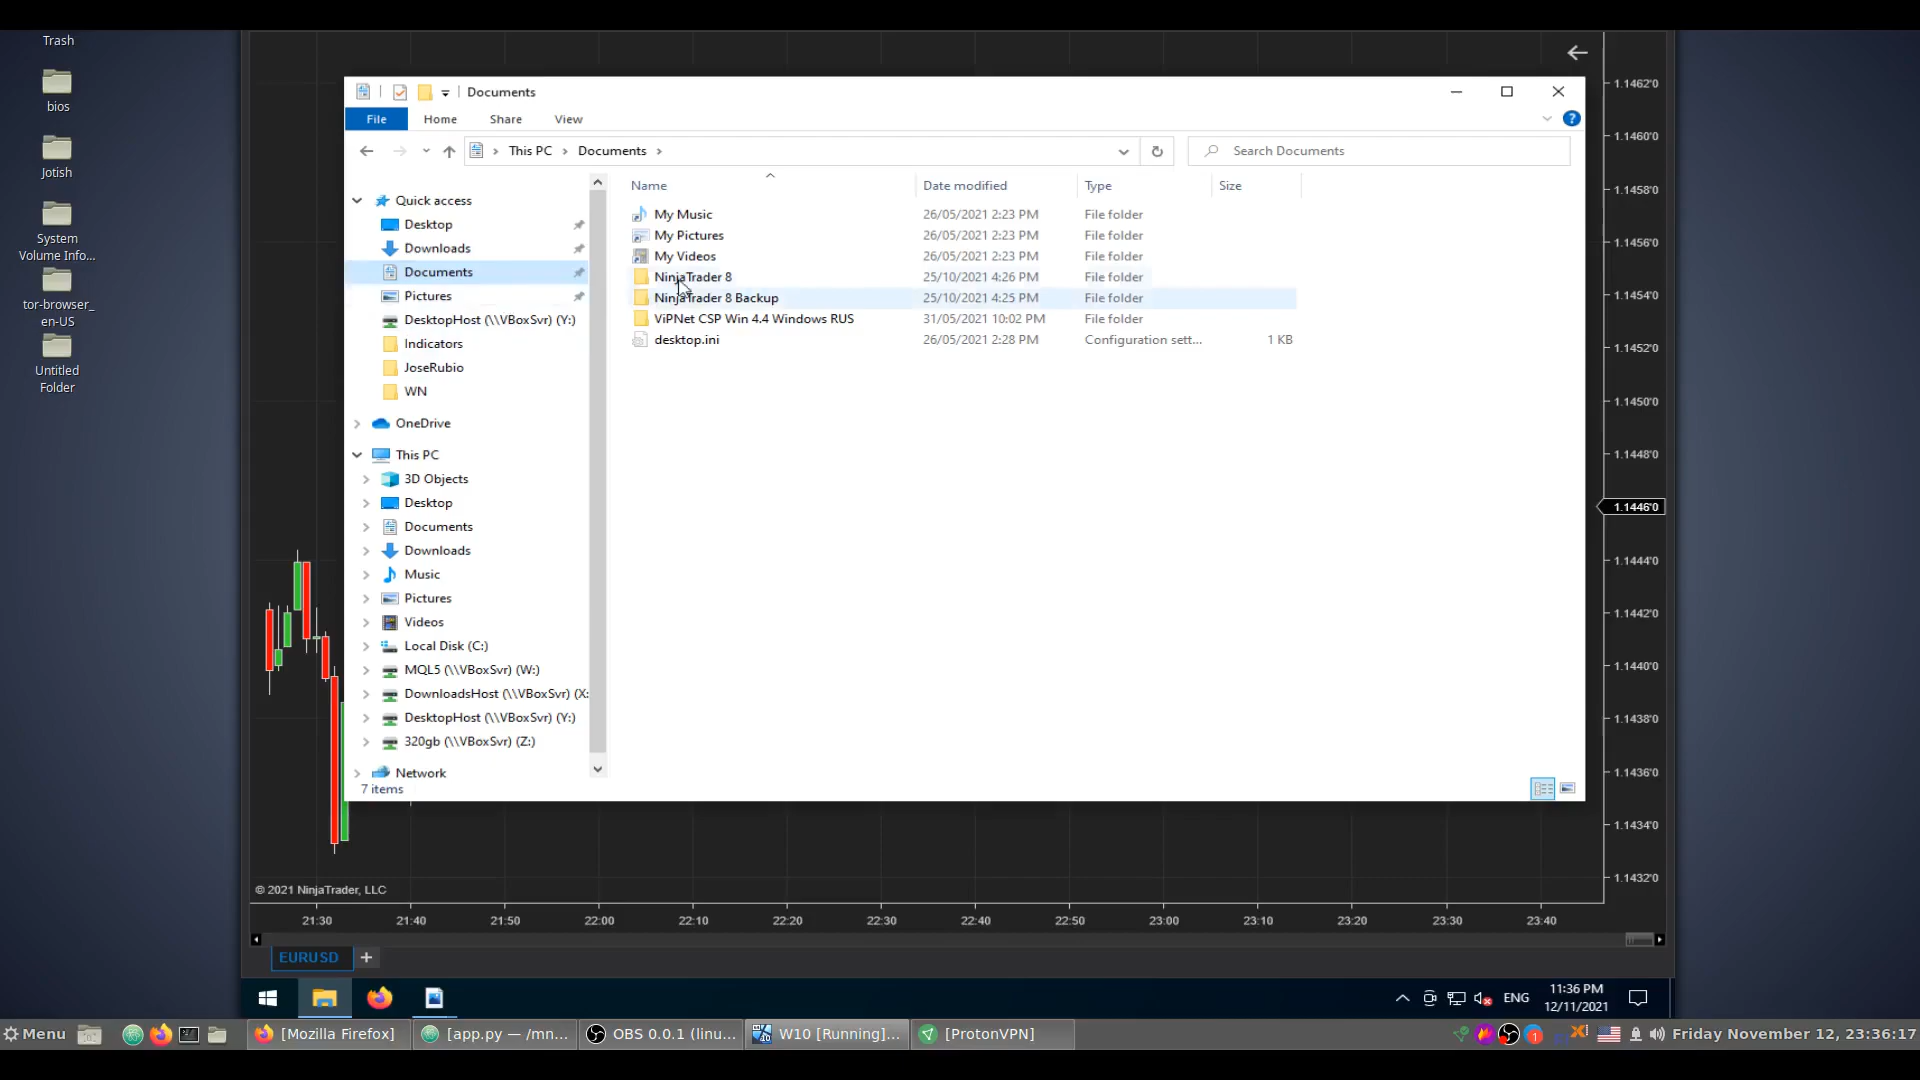 Trash
bios
Jotish
System
Volume Info...
tor-browser_
en-US
Untitled
Folder
Documents
File Home Share View
This PC Documents
Search Documents
Quick access
Desktop
Downloads
Documents
Pictures
DesktopHost (\\VBoxSvr) (Y:)
Indicators
JoseRubio
WN
OneDrive
This PC
3D Objects
Desktop
Documents
Downloads
Music
Pictures
Videos
Local Disk (C:)
MQL5 (\\VBoxSvr) (W:)
DownloadsHost (\\VBoxSvr) (X:
DesktopHost (\\VBoxSvr) (Y:)
320gb (\\VBoxSvr) (Z:)
Network
7 items
Name Date modified Type Size
My Music 26/05/2021 2:23 PM File folder
My Pictures 26/05/2021 2:23 PM File folder
My Videos 26/05/2021 2:23 PM File folder
NinjaTrader 8 25/10/2021 4:26 PM File folder
NinjaTrader 8 Backup 25/10/2021 4:25 PM File folder
ViPNet CSP Win 4.4 Windows RUS 31/05/2021 10:02 PM File folder
desktop.ini 26/05/2021 2:28 PM Configuration sett... 1 KB
1.1462'0
1.1460'0
1.1458'0
1.1456'0
1.1454'0
1.1452'0
1.1450'0
1.1448'0
1.1446'0
1.1444'0
1.1442'0
1.1440'0
1.1438'0
1.1436'0
1.1434'0
1.1432'0
© 2021 NinjaTrader, LLC
21:30 21:40 21:50 22:00 22:10 22:20 22:30 22:40 22:50 23:00 23:10 23:20 23:30 23:40
EURUSD +
ENG
11:36 PM
12/11/2021
Menu
[Mozilla Firefox]
[app.py — /mn...
OBS 0.0.1 (linu...
W10 [Running]...
[ProtonVPN]
Friday November 12, 23:36:17